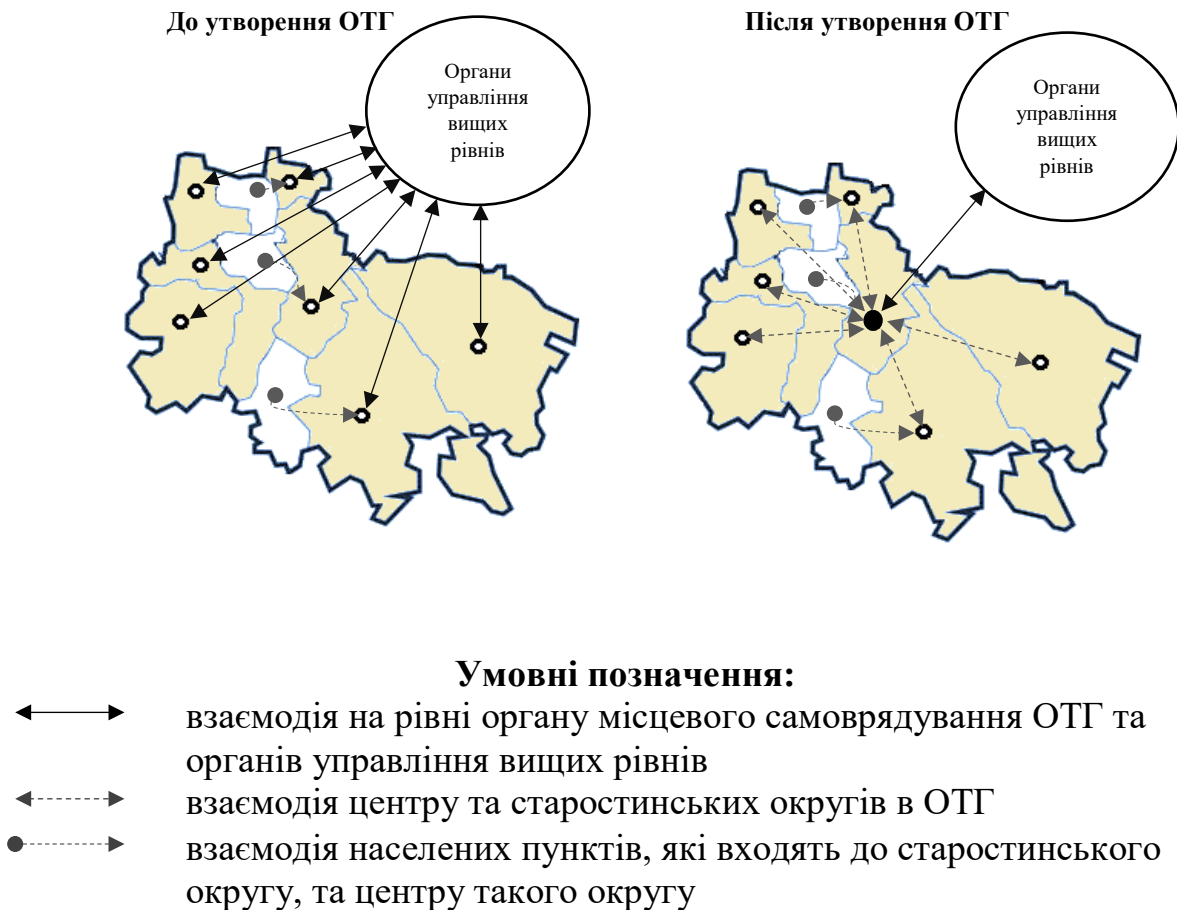 До утворення ОТГ
Після утворення ОТГ
Органи
управління
вищих
рівнів
Органи
управління
вищих
рівнів
Умовні позначення:
взаємодія на рівні органу місцевого самоврядування ОТГ та
органів управління вищих рівнів
взаємодія центру та старостинських округів в ОТГ
взаємодія населених пунктів, які входять до старостинського
округу, та центру такого округу